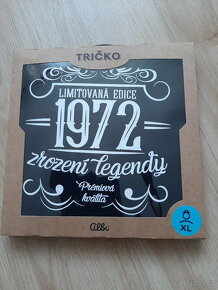 TRIČKO
LIMITOVANÁ EDICE
1972
zrození legendy
Prémiová
kvalita
albi
XL